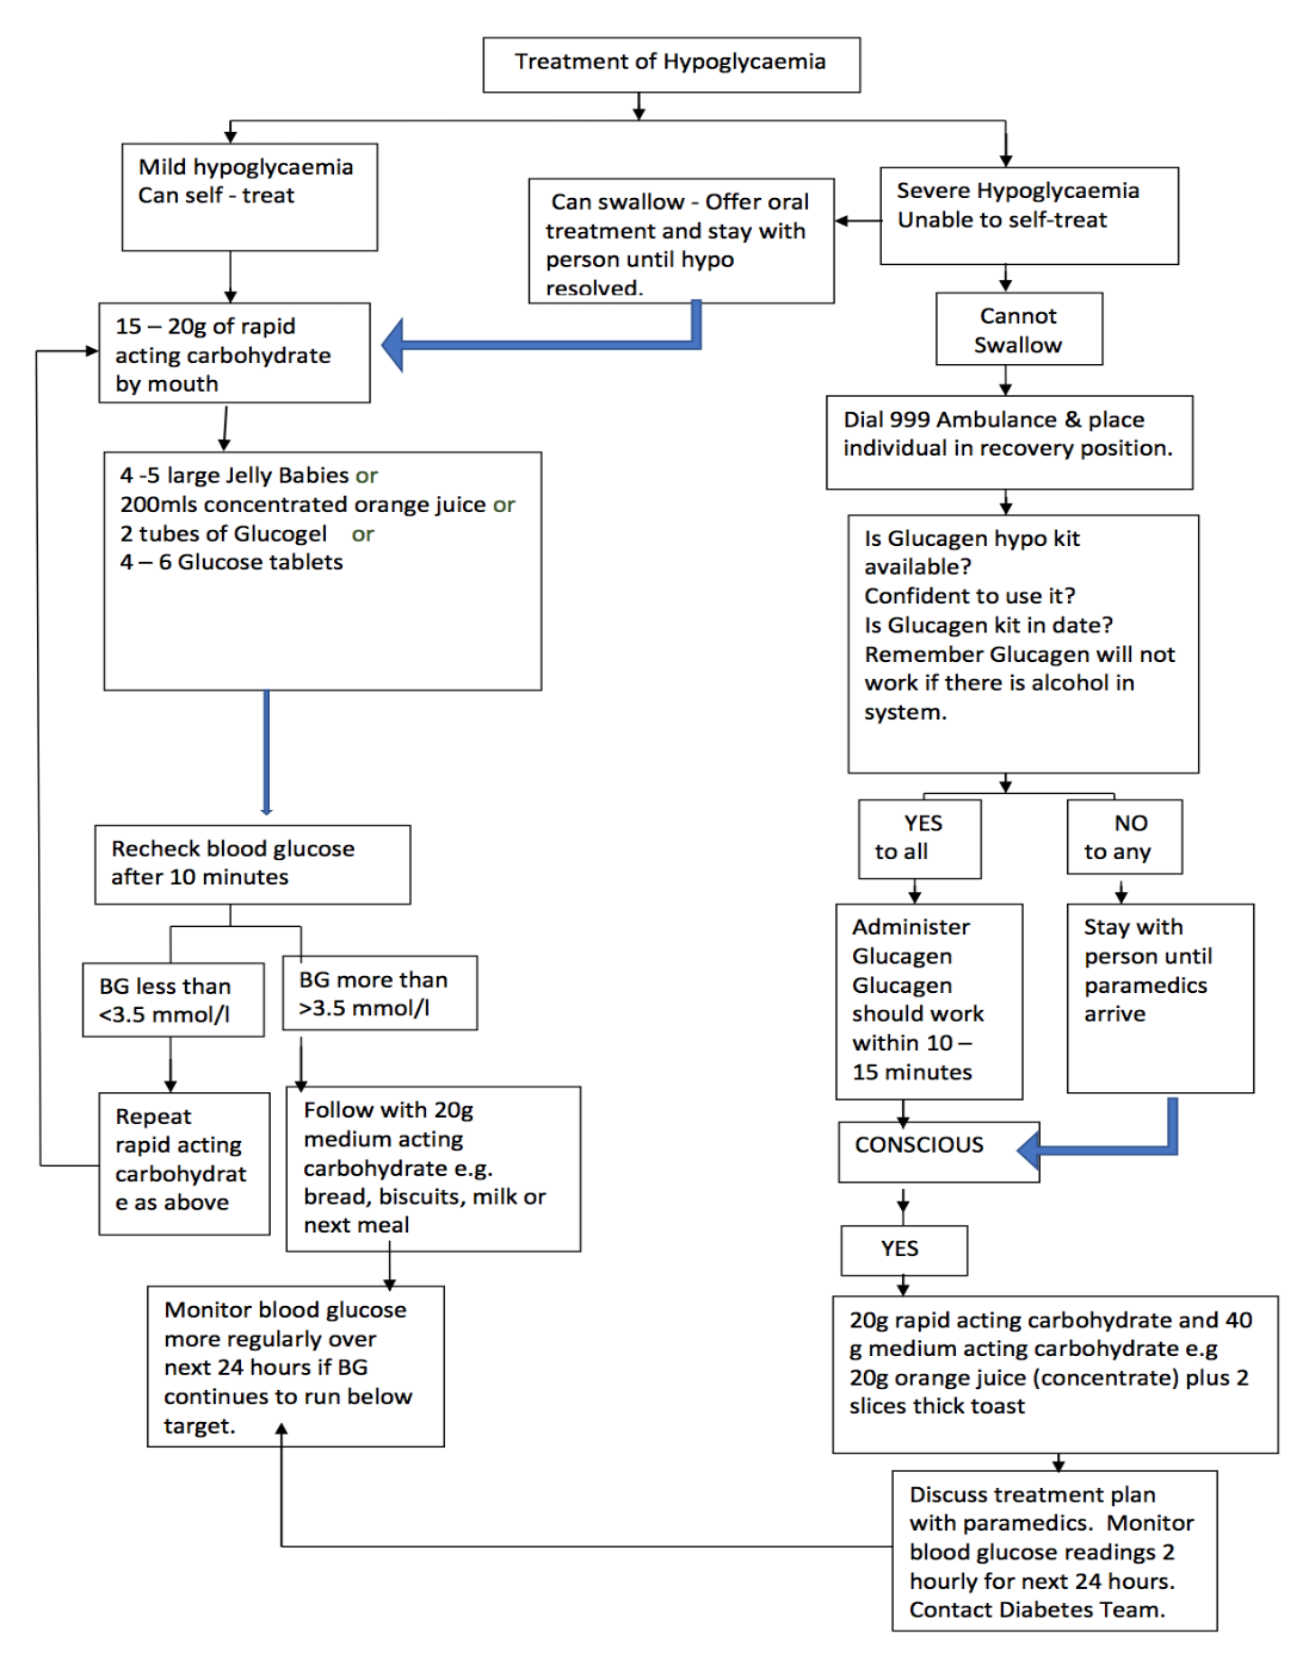 Treatment of Hypoglycaemia
Mild hypoglycaemia
Can self - treat
Can swallow - Offer oral
treatment and stay with
person until hypo
resolved.
Severe Hypoglycaemia
Unable to self-treat
Cannot
Swallow
15 – 20g of rapid
acting carbohydrate
by mouth
Dial 999 Ambulance & place
individual in recovery position.
4 -5 large Jelly Babies or
200mls concentrated orange juice or
2 tubes of Glucogel or
4 – 6 Glucose tablets
Is Glucagen hypo kit
available?
Confident to use it?
Is Glucagen kit in date?
Remember Glucagen will not
work if there is alcohol in
system.
Recheck blood glucose
after 10 minutes
YES
to all
NO
to any
BG less than
<3.5 mmol/l
BG more than
>3.5 mmol/l
Administer
Glucagen
Glucagen
should work
within 10 –
15 minutes
Stay with
person until
paramedics
arrive
Repeat
rapid acting
carbohydrat
e as above
Follow with 20g
medium acting
carbohydrate e.g.
bread, biscuits, milk or
next meal
CONSCIOUS
YES
Monitor blood glucose
more regularly over
next 24 hours if BG
continues to run below
target.
20g rapid acting carbohydrate and 40
g medium acting carbohydrate e.g
20g orange juice (concentrate) plus 2
slices thick toast
Discuss treatment plan
with paramedics. Monitor
blood glucose readings 2
hourly for next 24 hours.
Contact Diabetes Team.